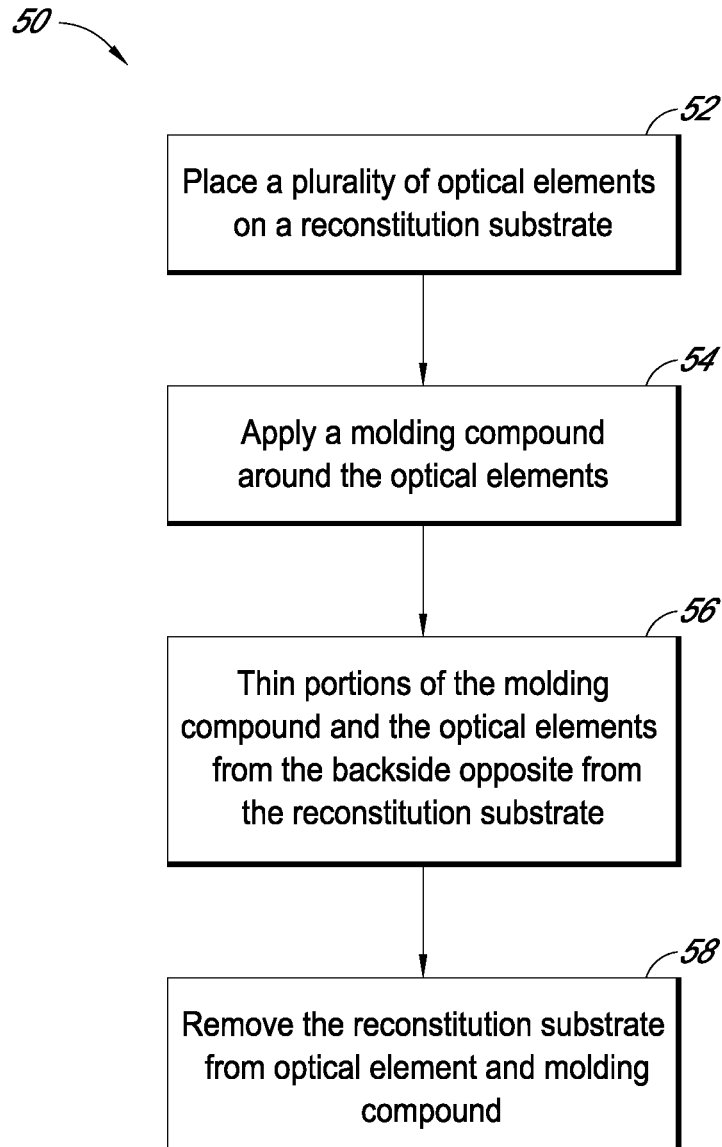 50
52
Place a plurality of optical elements
on a reconstitution substrate
54
Apply a molding compound
around the optical elements
56
Thin portions of the molding
compound and the optical elements
from the backside opposite from
the reconstitution substrate
58
Remove the reconstitution substrate
from optical element and molding
compound